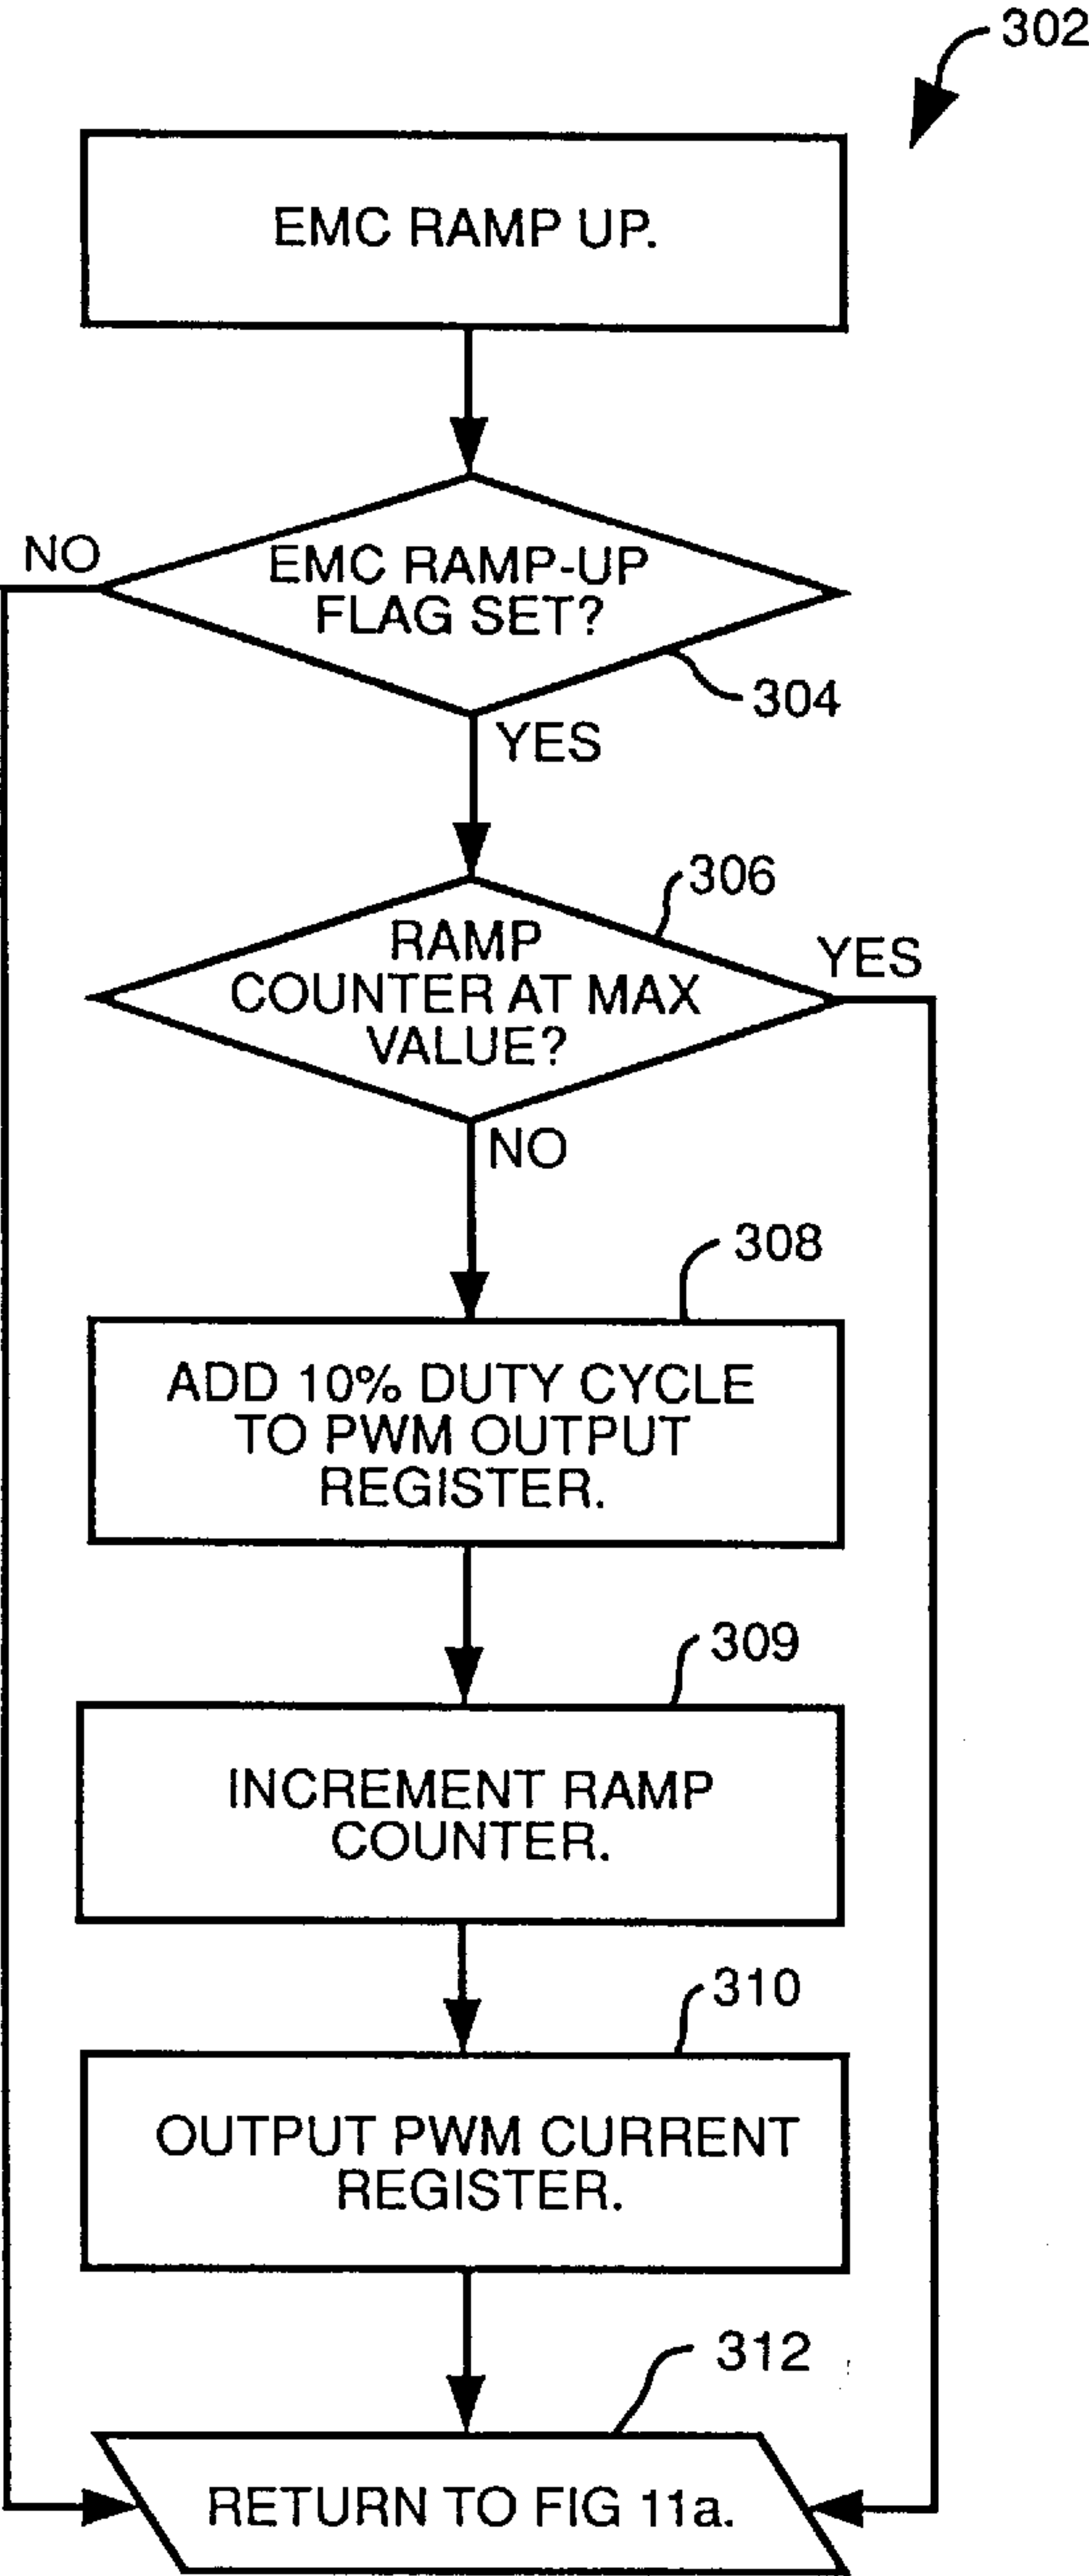 302
EMC RAMP UP.
NO
EMC RAMP-UP
FLAG SET?
304
YES
306
RAMP
COUNTER AT MAX
VALUE?
YES
NO
308
ADD 10% DUTY CYCLE
TO PWM OUTPUT
REGISTER.
309
INCREMENT RAMP
COUNTER.
310
OUTPUT PWM CURRENT
REGISTER.
312
RETURN TO FIG 11a.